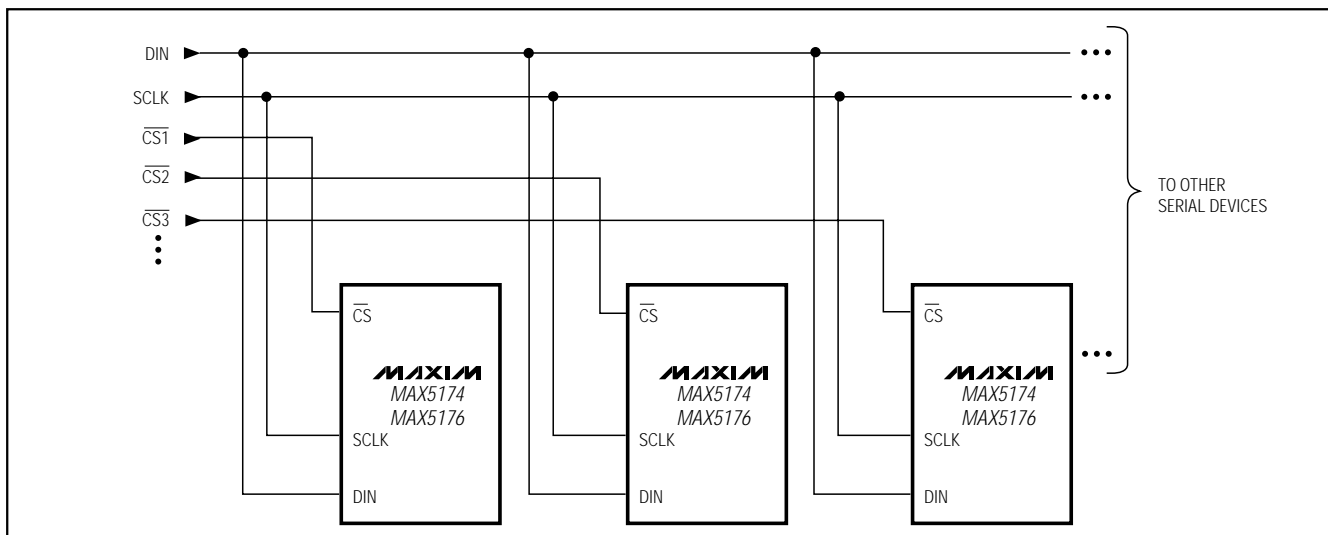 DIN
SCLK
CS1
CS2
CS3
TO OTHER
SERIAL DEVICES
CS
MAXIM
MAX5174
MAX5176
SCLK
DIN
CS
MAXIM
MAX5174
MAX5176
SCLK
DIN
CS
MAXIM
MAX5174
MAX5176
SCLK
DIN